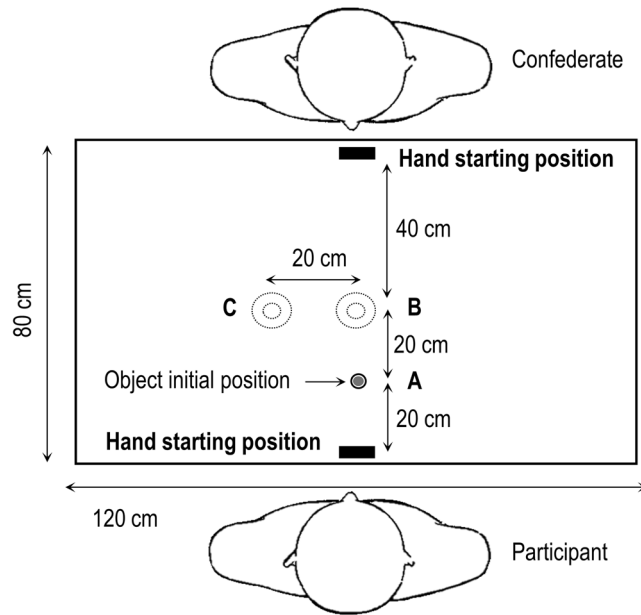 Confederate
Hand starting position
40 cm
20 cm
C
B
80 cm
20 cm
Object initial position
A
20 cm
Hand starting position
120 cm
Participant